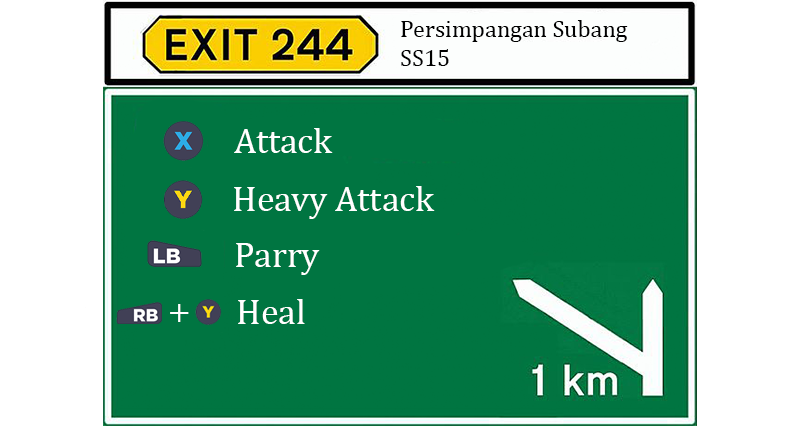 EXIT 244
Persimpangan Subang
SS15
X Attack
Y Heavy Attack
LB Parry
RB + Y Heal
1 km